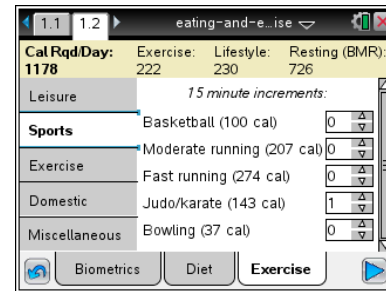 1.1 1.2 eating-and-e...ise
Cal Rqd/Day: Exercise: Lifestyle: Resting (BMR):
1178 222 230 726
Leisure 15 minute increments:
Sports Basketball (100 cal) 0
Moderate running (207 cal) 0
Exercise Fast running (274 cal) 0
Domestic Judo/karate (143 cal) 1
Miscellaneous Bowling (37 cal) 0
Biometrics Diet Exercise